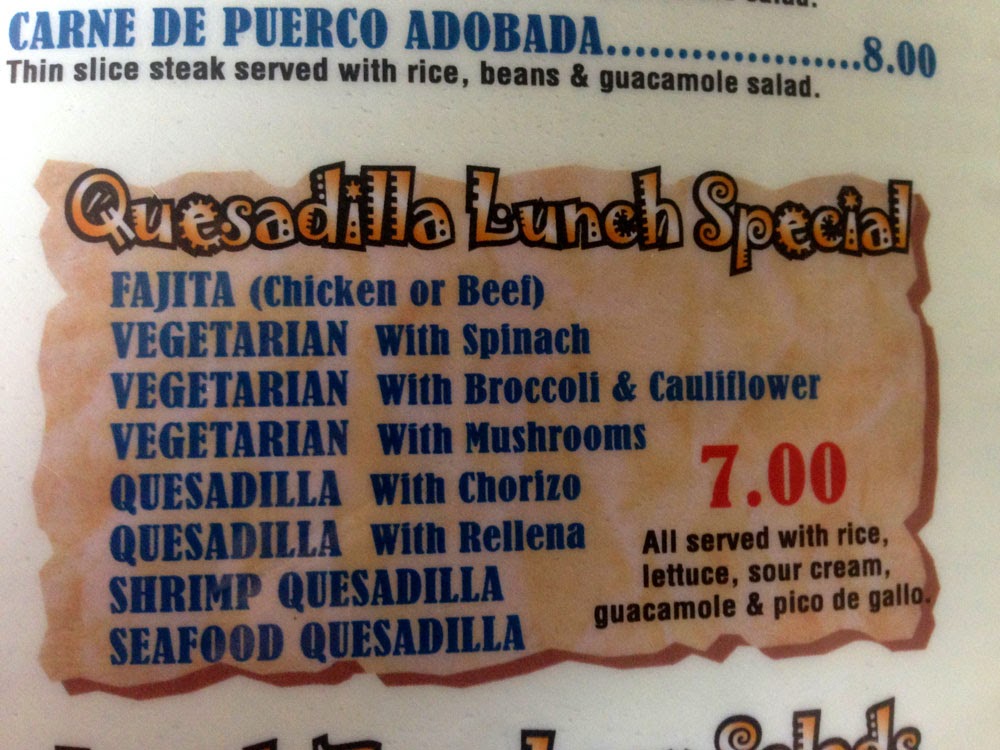 salad.
CARNE DE PUERCO ADOBADA..................8.00
Thin slice steak served with rice, beans & guacamole salad.
Quesadilla Lunch Special
FAJITA (Chicken or Beef)
VEGETARIAN With Spinach
VEGETARIAN With Broccoli & Cauliflower
VEGETARIAN With Mushrooms
QUESADILLA With Chorizo
QUESADILLA With Rellena
SHRIMP QUESADILLA
SEAFOOD QUESADILLA
7.00
All served with rice,
lettuce, sour cream,
guacamole & pico de gallo.
Salads